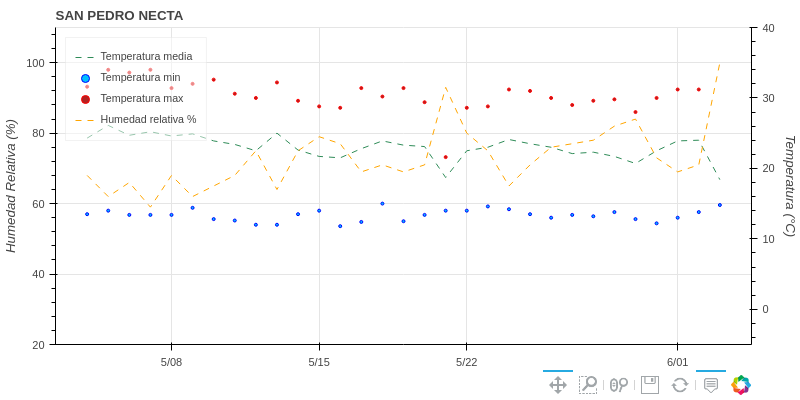 SAN PEDRO NECTA
Temperatura media
Temperatura min
Temperatura max
Humedad relativa %
Humedad Relativa (%)
100
80
60
40
20
Temperatura (°C)
40
30
20
10
0
5/08
5/15
5/22
6/01